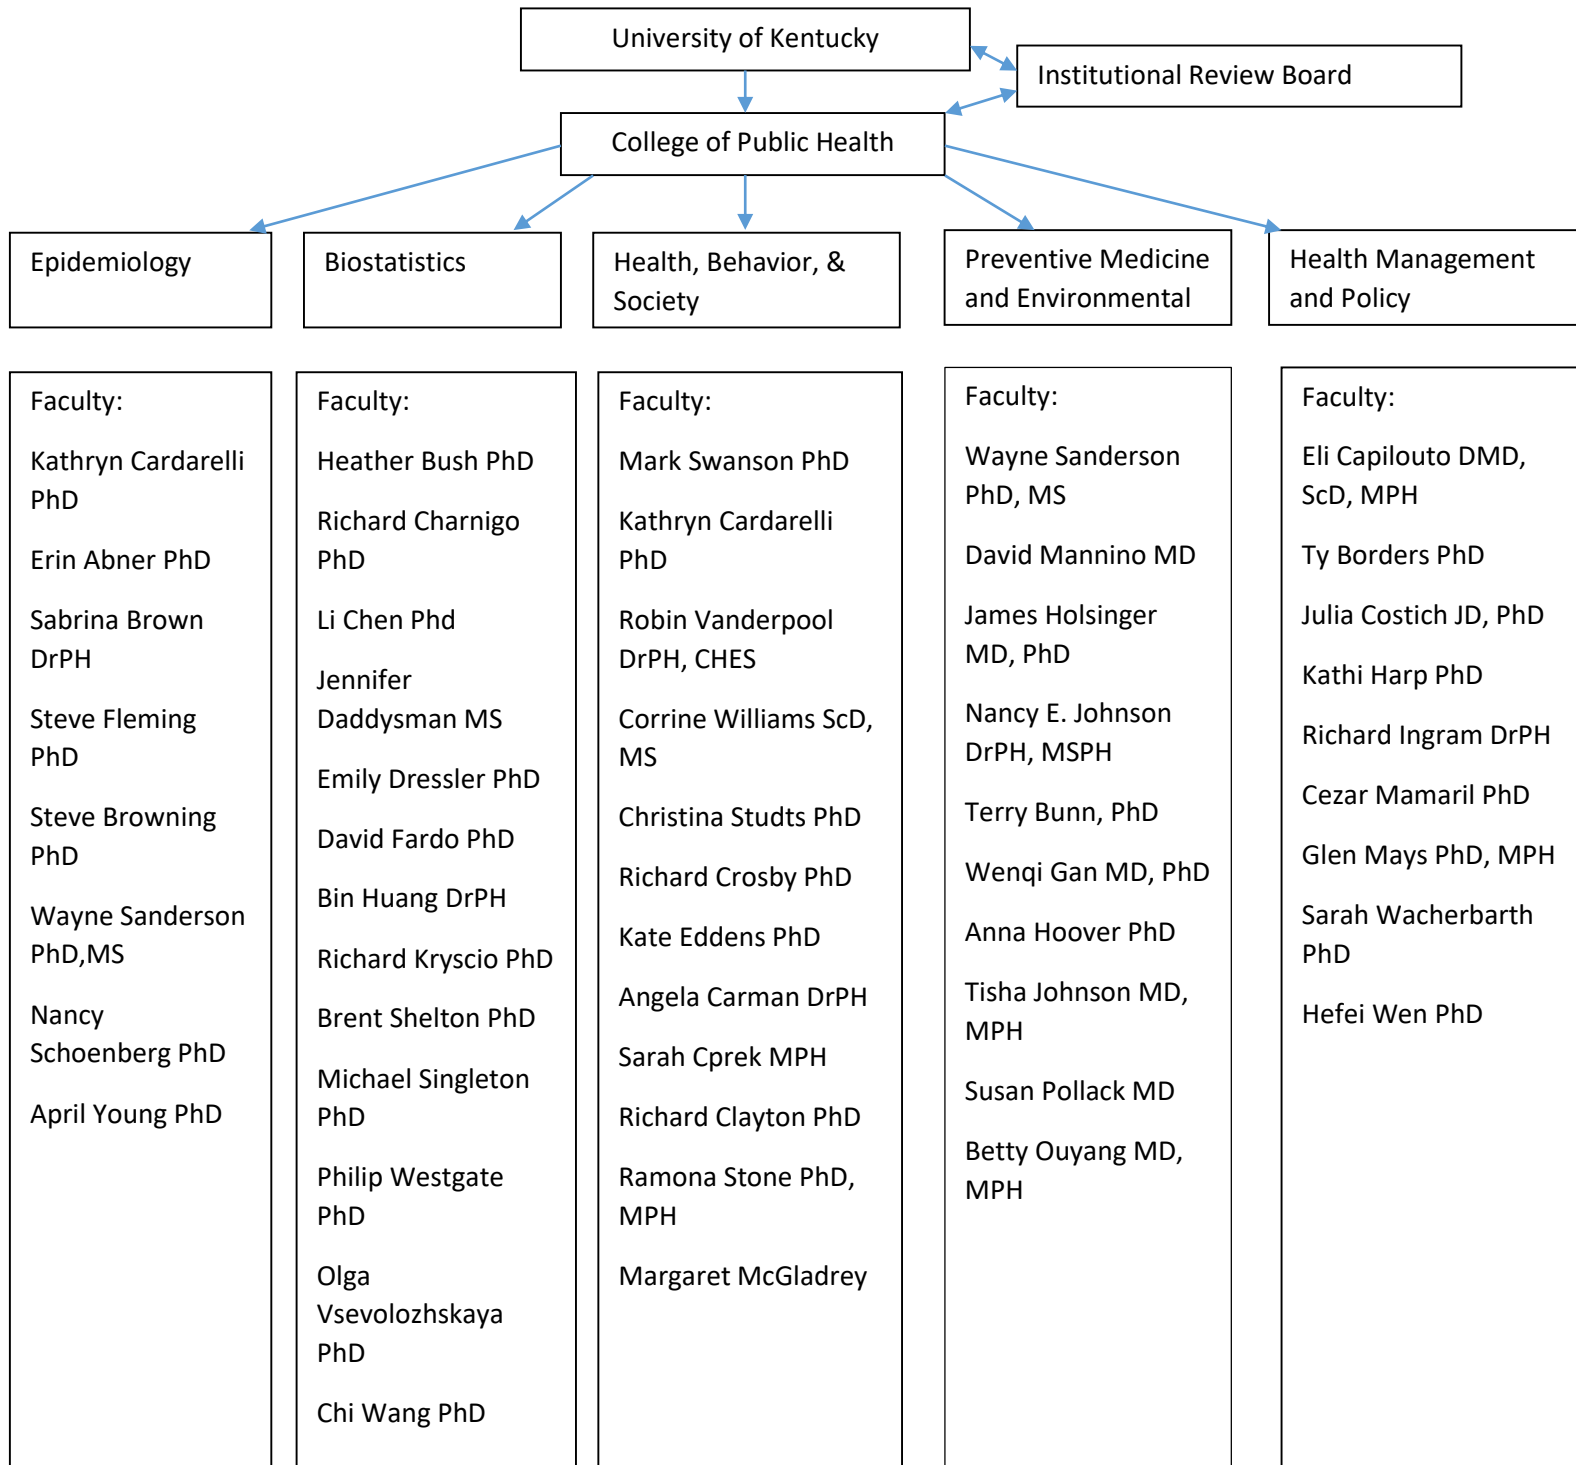 University of Kentucky
Institutional Review Board
College of Public Health
Epidemiology
Biostatistics
Health, Behavior, &
Society
Preventive Medicine
and Environmental
Health Management
and Policy
Faculty:
Kathryn Cardarelli
PhD
Erin Abner PhD
Sabrina Brown
DrPH
Steve Fleming
PhD
Steve Browning
PhD
Wayne Sanderson
PhD,MS
Nancy
Schoenberg PhD
April Young PhD
Faculty:
Heather Bush PhD
Richard Charnigo
PhD
Li Chen Phd
Jennifer
Daddysman MS
Emily Dressler PhD
David Fardo PhD
Bin Huang DrPH
Richard Kryscio PhD
Brent Shelton PhD
Michael Singleton
PhD
Philip Westgate
PhD
Olga
Vsevolozhskaya
PhD
Chi Wang PhD
Faculty:
Mark Swanson PhD
Kathryn Cardarelli
PhD
Robin Vanderpool
DrPH, CHES
Corrine Williams ScD,
MS
Christina Studts PhD
Richard Crosby PhD
Kate Eddens PhD
Angela Carman DrPH
Sarah Cprek MPH
Richard Clayton PhD
Ramona Stone PhD,
MPH
Margaret McGladrey
Faculty:
Wayne Sanderson
PhD, MS
David Mannino MD
James Holsinger
MD, PhD
Nancy E. Johnson
DrPH, MSPH
Terry Bunn, PhD
Wenqi Gan MD, PhD
Anna Hoover PhD
Tisha Johnson MD,
MPH
Susan Pollack MD
Betty Ouyang MD,
MPH
Faculty:
Eli Capilouto DMD,
ScD, MPH
Ty Borders PhD
Julia Costich JD, PhD
Kathi Harp PhD
Richard Ingram DrPH
Cezar Mamaril PhD
Glen Mays PhD, MPH
Sarah Wacherbarth
PhD
Hefei Wen PhD